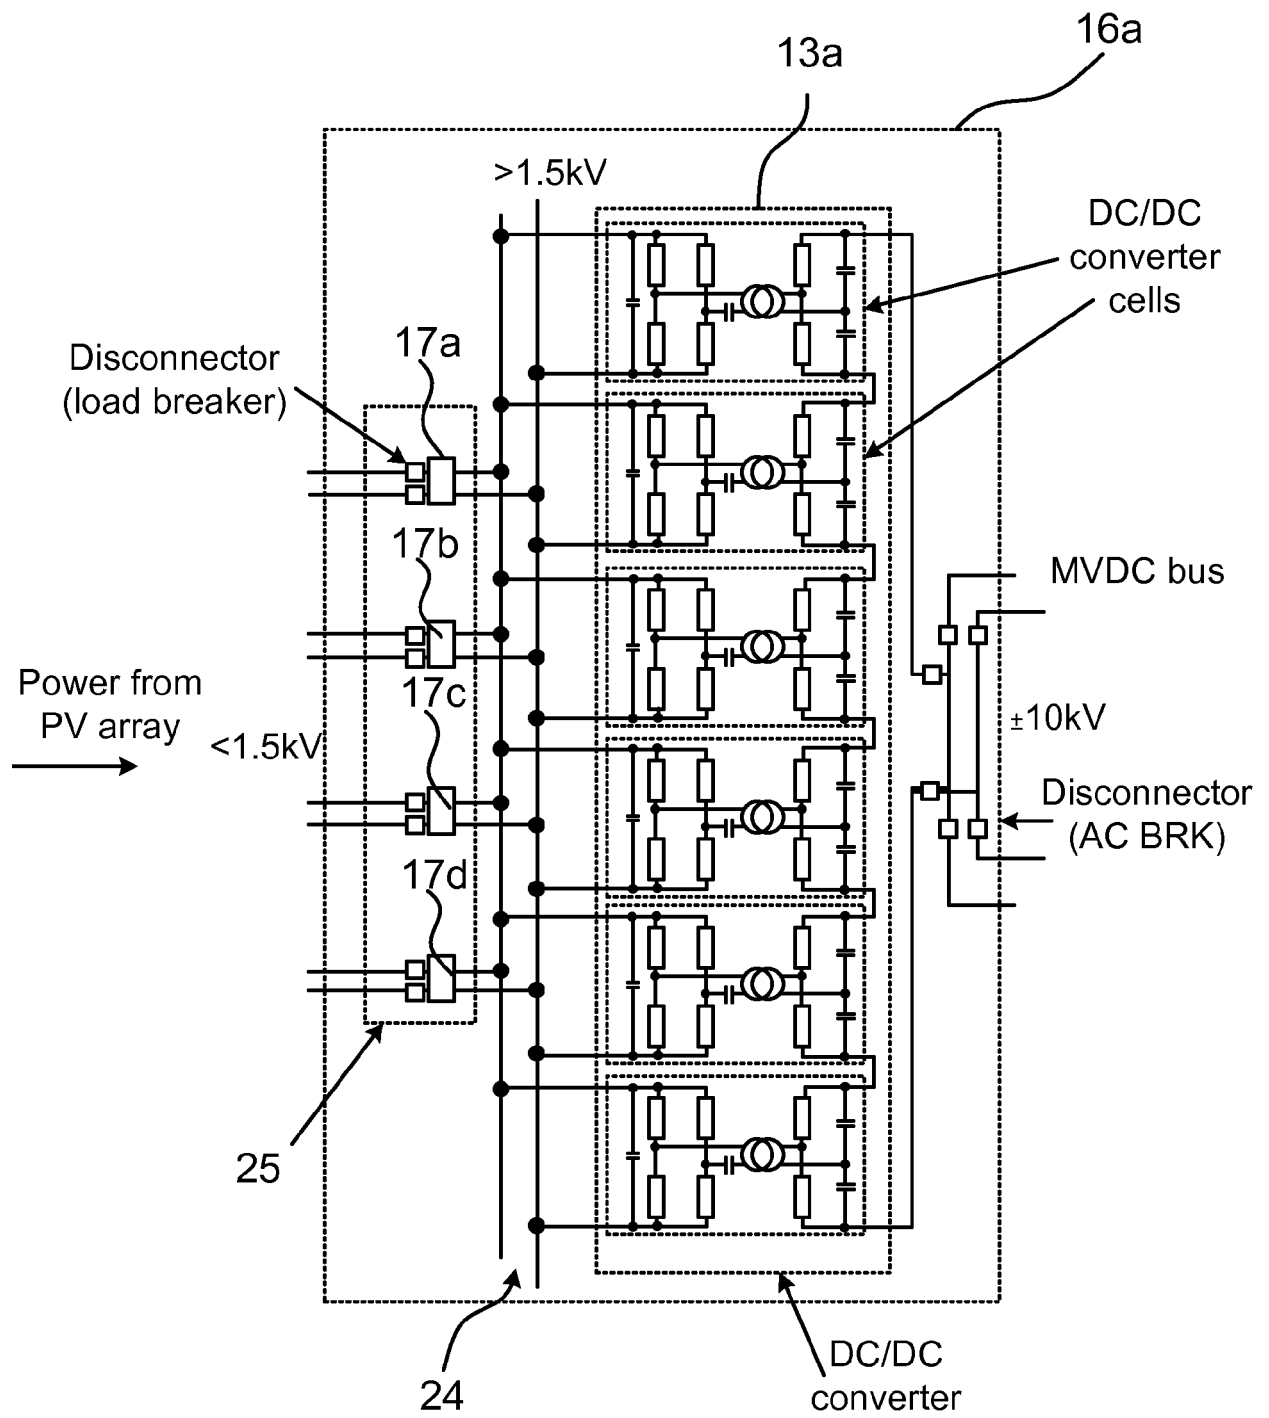 16a
13a
>1.5kV
DC/DC
converter
cells
17a
Disconnector
(load breaker)
17b
MVDC bus
Power from
PV array
17c
<1.5kV
±10kV
Disconnector
(AC BRK)
17d
25
24
DC/DC
converter